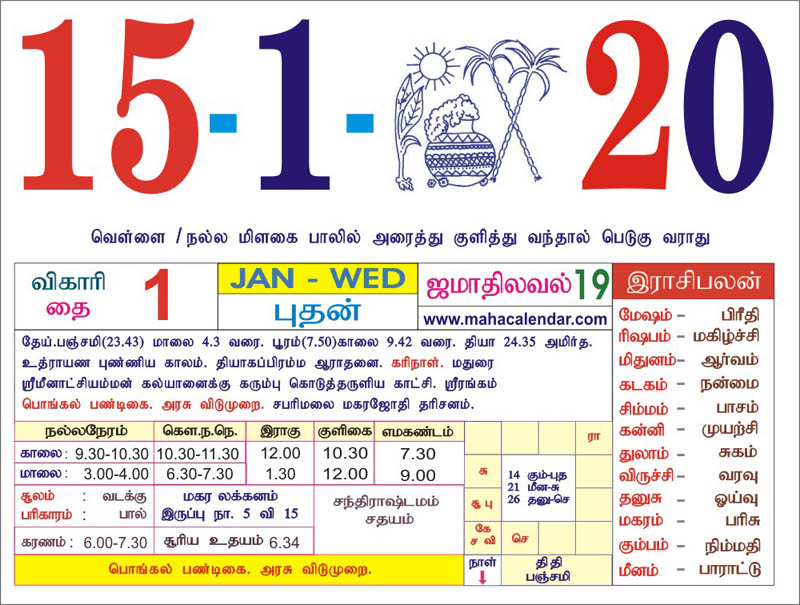 15-1- 20
வெள்ளை / நல்ல மிளகை பாலில் அரைத்து குளித்து வந்தால் பெடுகு வராது
விகாரி
தை 1
JAN - WED
புதன்
ஜமாதிலவல் 19
www.mahacalendar.com
தேய்.பஞ்சமி(23.43) மாலை 4.3 வரை. பூரம்(7.50)காலை 9.42 வரை. தியா 24.35 அமிர்த.
உத்ராயண புண்ணிய காலம். தியாகப்பிரம்ம ஆராதனை. கரிநாள். மதுரை
ஸ்ரீமீனாட்சியம்மன் கல்யானைக்கு கரும்பு கொடுத்தருளிய காட்சி. ஸ்ரீரங்கம்
பொங்கல் பண்டிகை. அரசு விடுமுறை. சபரிமலை மகரஜோதி தரிசனம்.
நல்லநேரம் கௌ.ந.நெ. இராகு குளிகை எமகண்டம்
காலை: 9.30-10.30 10.30-11.30 12.00 10.30 7.30
மாலை: 3.00-4.00 6.30-7.30 1.30 12.00 9.00
சூலம் : வடக்கு
பரிகாரம் : பால்
மகர லக்கனம்
இருப்பு நா. 5 வி 15
சந்திராஷ்டமம்
சதயம்
கரணம் : 6.00-7.30 சூரிய உதயம் 6.34
பொங்கல் பண்டிகை. அரசு விடுமுறை.
ரா
சு
சூ பு
கே
ச வி
செ
14 கும்-புத
21 மீன-சு
26 தனு-செ
நாள்
திதி
பஞ்சமி
இராசிபலன்
மேஷம் - பிரீதி
ரிஷபம் - மகிழ்ச்சி
மிதுனம் - ஆர்வம்
கடகம் - நன்மை
சிம்மம் - பாசம்
கன்னி - முயற்சி
துலாம் - சுகம்
விருச்சி - வரவு
தனுசு - ஓய்வு
மகரம் - பரிசு
கும்பம் - நிம்மதி
மீனம் - பாராட்டு